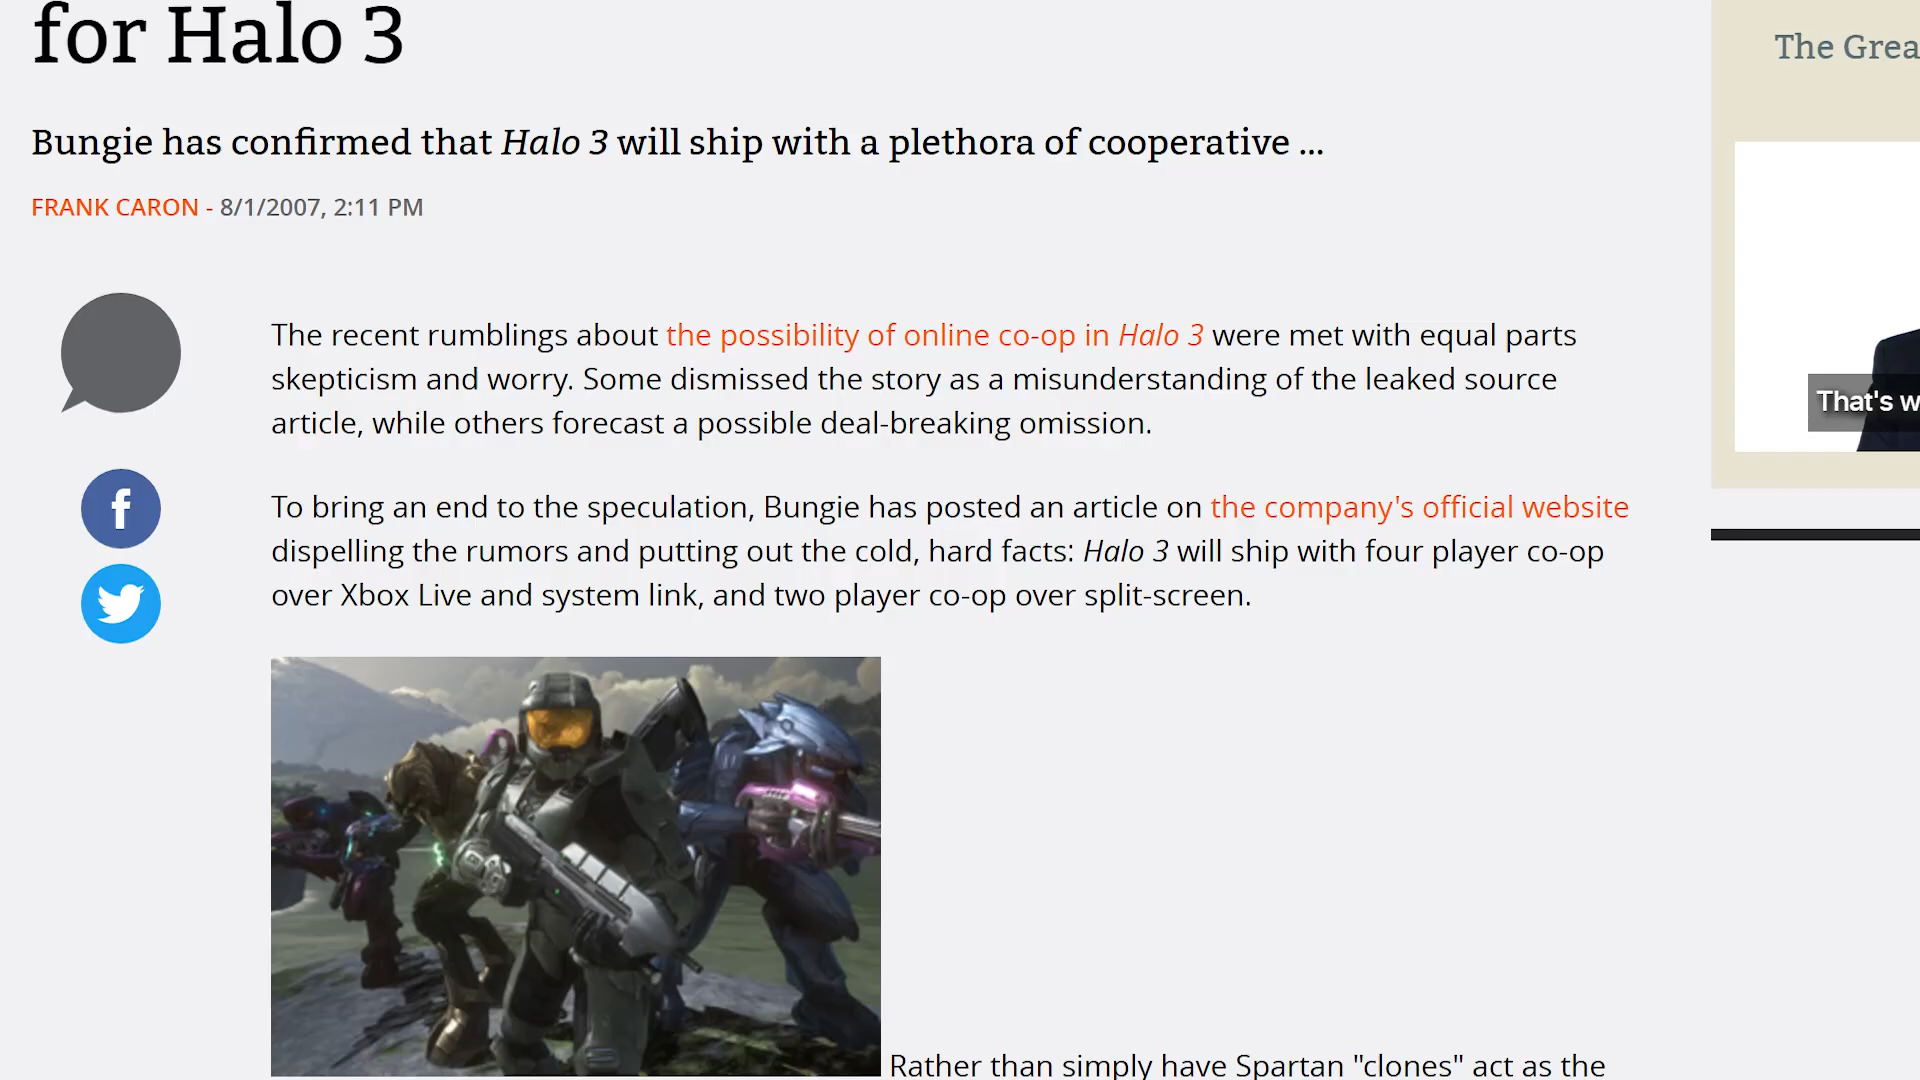 for Halo 3
Bungie has confirmed that Halo 3 will ship with a plethora of cooperative ...
FRANK CARON - 8/1/2007, 2:11 PM
The recent rumblings about the possibility of online co-op in Halo 3 were met with equal parts
skepticism and worry. Some dismissed the story as a misunderstanding of the leaked source
article, while others forecast a possible deal-breaking omission.
To bring an end to the speculation, Bungie has posted an article on the company's official website
dispelling the rumors and putting out the cold, hard facts: Halo 3 will ship with four player co-op
over Xbox Live and system link, and two player co-op over split-screen.
Rather than simply have Spartan "clones" act as the
The Grea
That's w